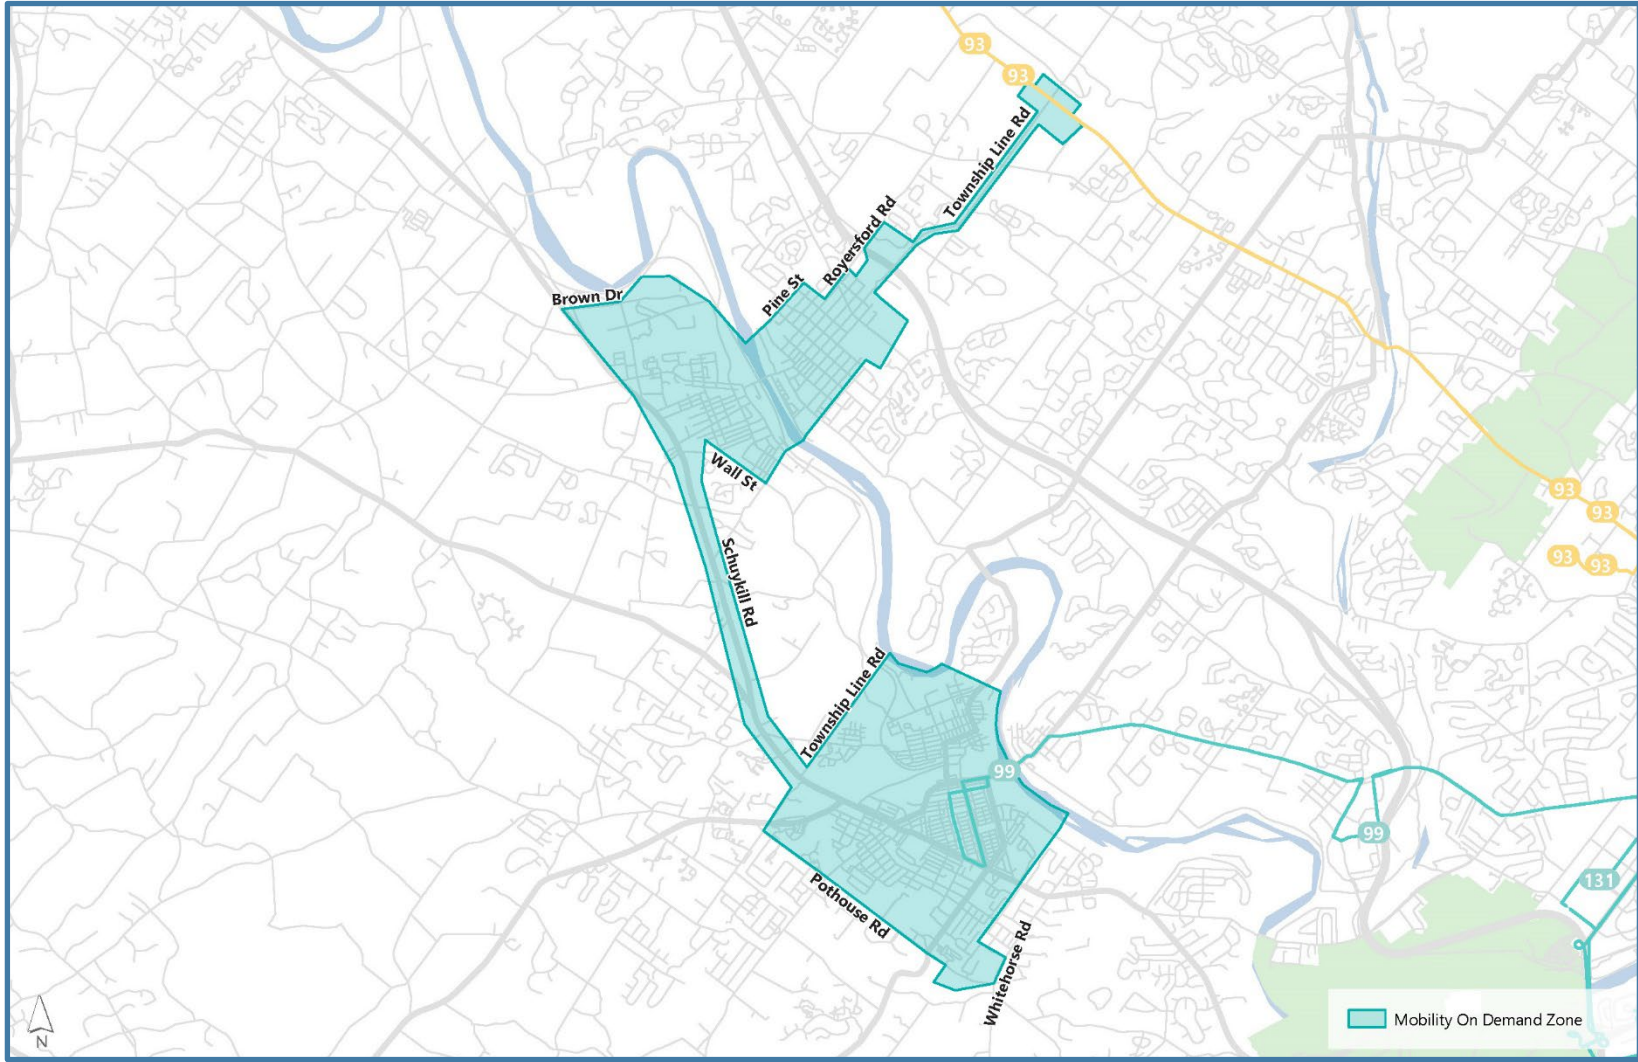 93
93
Township Line Rd
Royersford Rd
Pine St
Brown Dr
Wall St
93
93
93
93
Schuykill Rd
Township Line Rd
99
99
131
Pothouse Rd
Whitehorse Rd
Mobility On Demand Zone
N